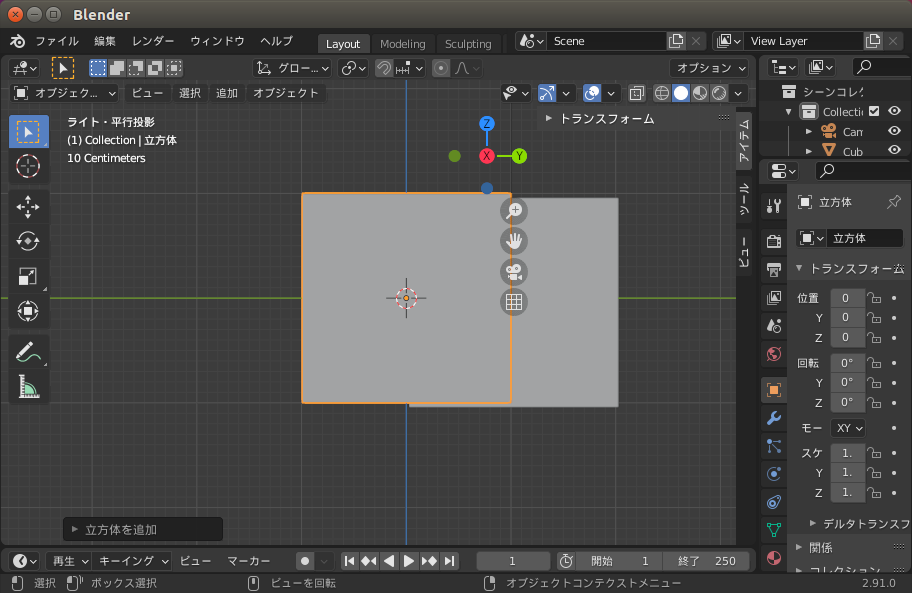 Blender
ファイル 編集 レンダー ウィンドウ ヘルプ Layout Modeling Sculpting Scene View Layer
グロー... オプション
オブジェク... ビュー 選択 追加 オブジェクト
ライト・平行投影
(1) Collection | 立方体
10 Centimeters
トランスフォーム
アイテム
ツール
ビュー
Z
X
Y
立方体を追加
シーンコレク
Collecti
Cam
Cub
立方体
立方体
トランスフォーム
位置 0
Y 0
Z 0
回転 0°
Y 0°
Z 0°
モー XY
スケ 1.
Y 1.
Z 1.
デルタトランスフ
関係
コレクション
再生 キーイング ビュー マーカー 1 開始 1 終了 250
選択 ボックス選択 ビューを回転 オブジェクトコンテクストメニュー 2.91.0